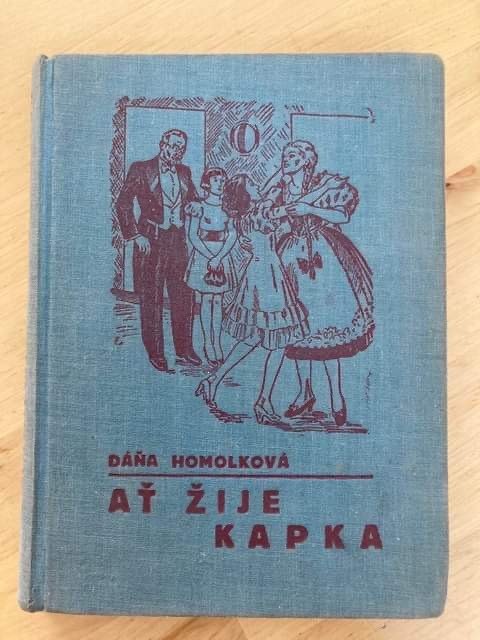 DÁŇA HOMOLKOVÁ
AŤ ŽIJE
KAPKA